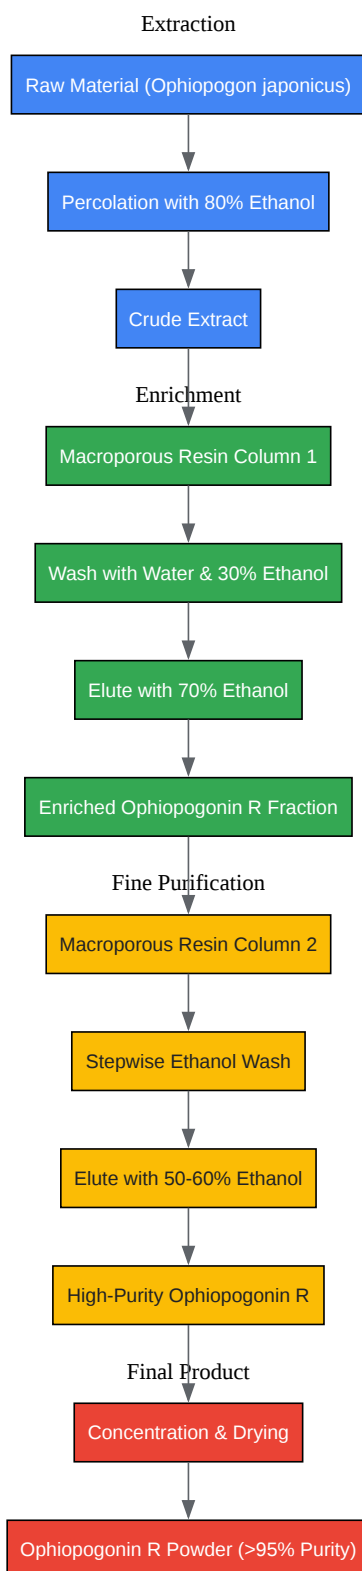 Extraction
Raw Material (Ophiopogon japonicus)
Percolation with 80% Ethanol
Crude Extract
Enrichment
Macroporous Resin Column 1
Wash with Water & 30% Ethanol
Elute with 70% Ethanol
Enriched Ophiopogonin R Fraction
Fine Purification
Macroporous Resin Column 2
Stepwise Ethanol Wash
Elute with 50-60% Ethanol
High-Purity Ophiopogonin R
Final Product
Concentration & Drying
Ophiopogonin R Powder (>95% Purity)